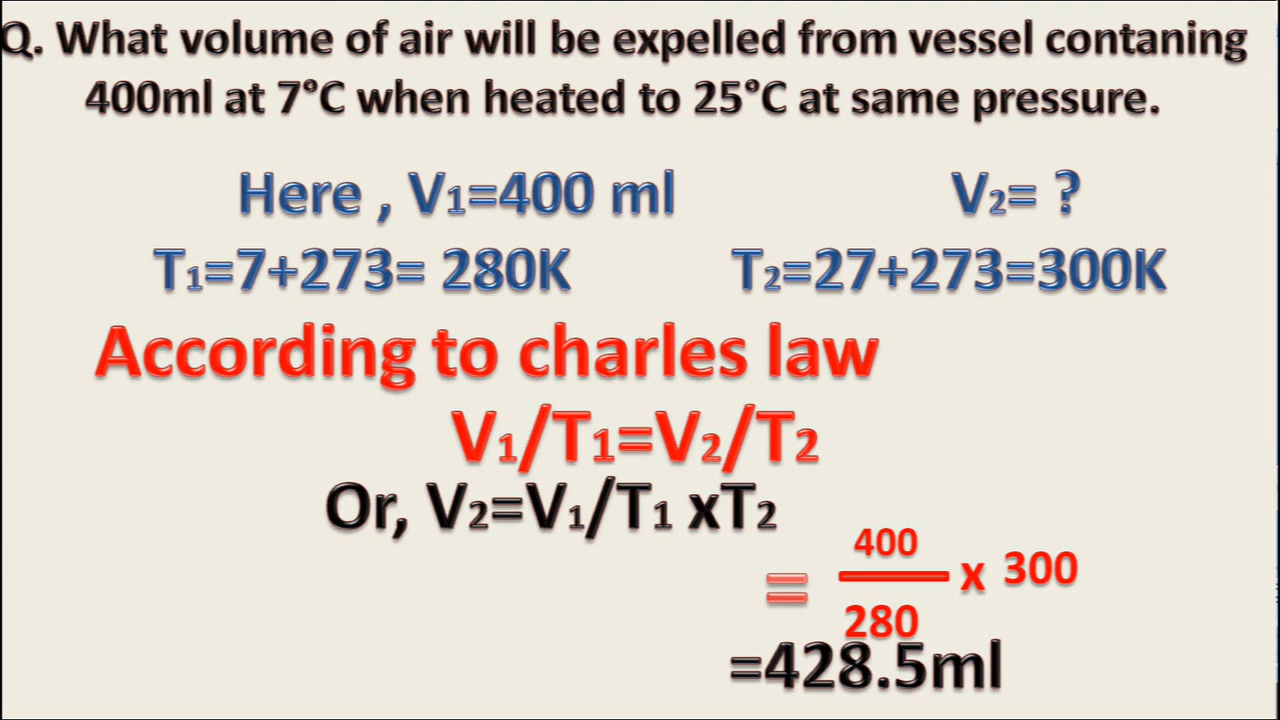 Q. What volume of air will be expelled from vessel contaning
400ml at 7°C when heated to 25°C at same pressure.
Here , V1=400 ml V2= ?
T1=7+273= 280K T2=27+273=300K
According to charles law
V1/T1=V2/T2
Or, V2=V1/T1 xT2
= 400/280 x 300
=428.5ml